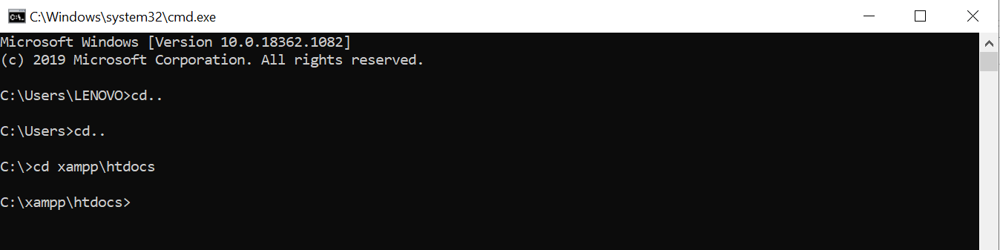 C:\Windows\system32\cmd.exe
Microsoft Windows [Version 10.0.18362.1082]
(c) 2019 Microsoft Corporation. All rights reserved.
C:\Users\LENOVO>cd..
C:\Users>cd..
C:\>cd xampp\htdocs
C:\xampp\htdocs>